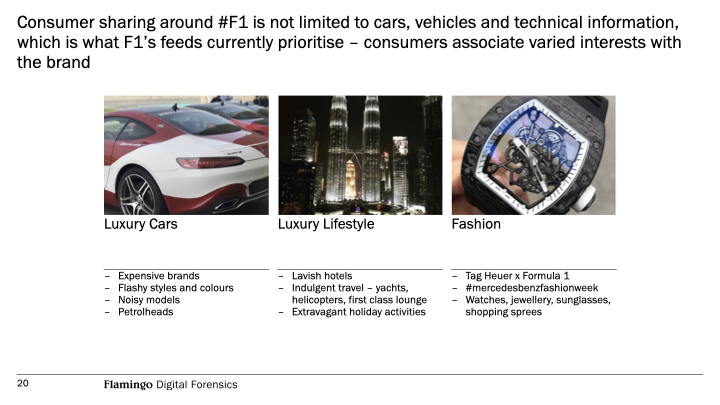 Consumer sharing around #F1 is not limited to cars, vehicles and technical information,
which is what F1's feeds currently prioritise – consumers associate varied interests with
the brand
Luxury Cars
Luxury Lifestyle
Fashion
– Expensive brands
– Flashy styles and colours
– Noisy models
– Petrolheads
– Lavish hotels
– Indulgent travel – yachts,
helicopters, first class lounge
– Extravagant holiday activities
– Tag Heuer x Formula 1
– #mercedesbenzfashionweek
– Watches, jewellery, sunglasses,
shopping sprees
20
Flamingo Digital Forensics